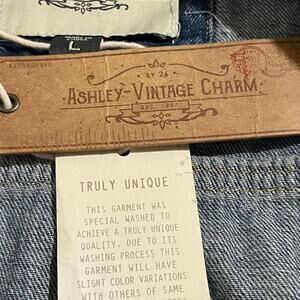 L
BY 26
ASHLEY-VINTAGE CHARM
EST. 1997
TRULY UNIQUE
THIS GARMENT WAS
SPECIAL WASHED TO
ACHIEVE A TRULY UNIQUE
QUALITY. DUE TO ITS
WASHING PROCESS THIS
GARMENT WILL HAVE
SLIGHT COLOR VARIATIONS
WITH OTHERS OF SAME